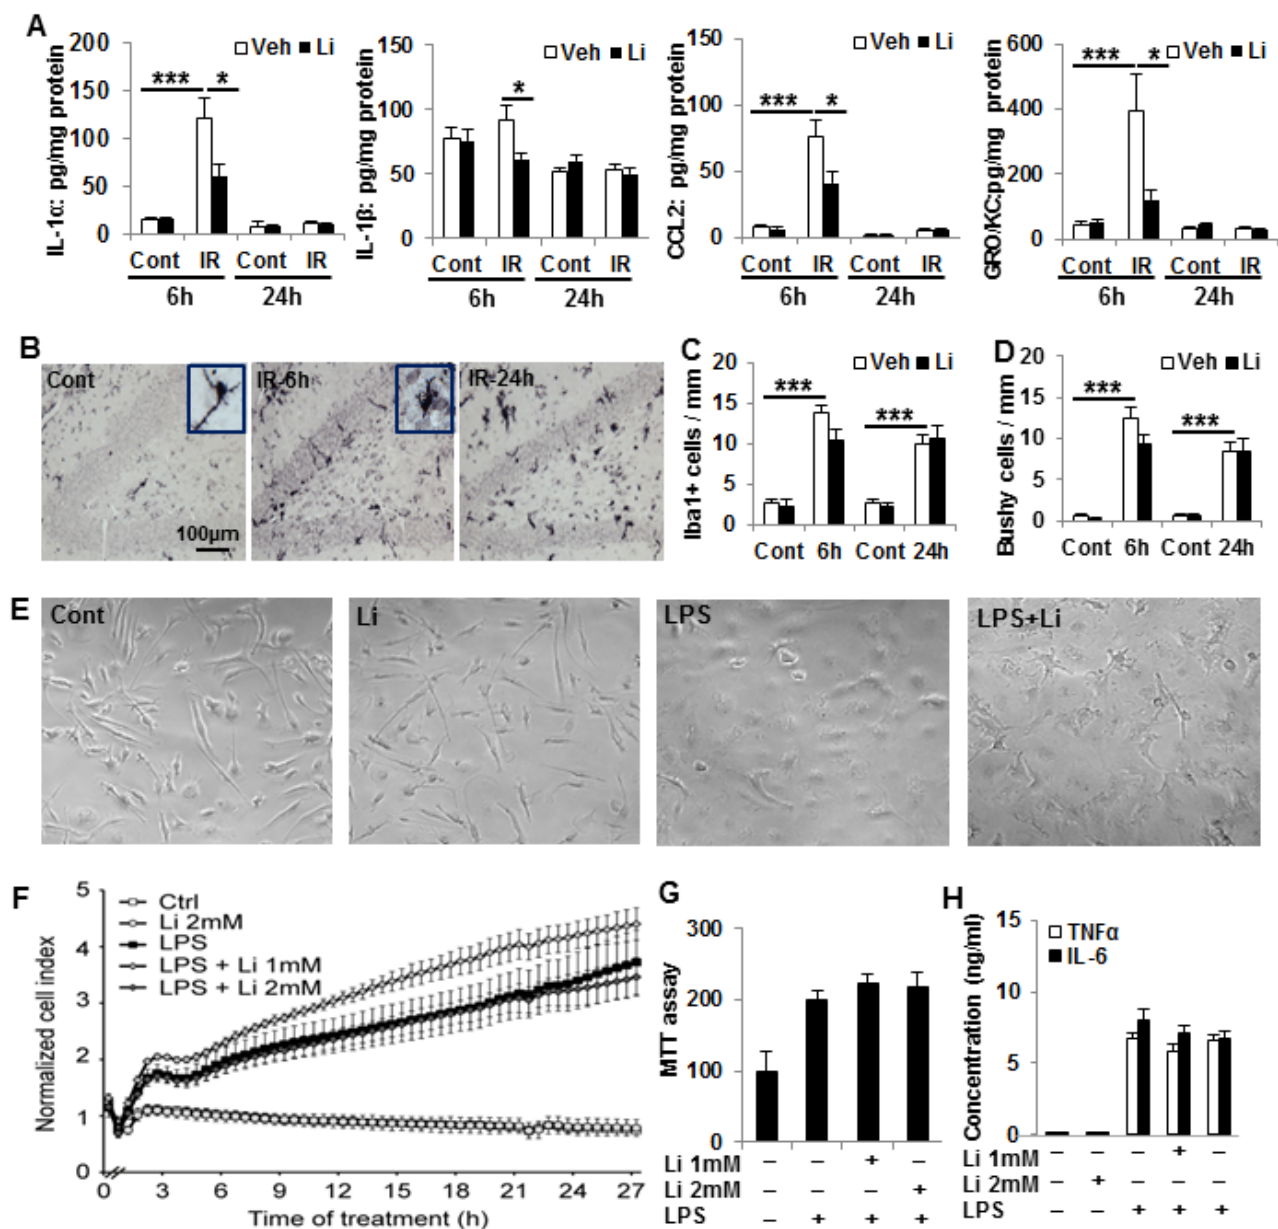 A
IL-1α: pg/mg protein
200
150
100
50
0
Veh Li
*** *
Cont IR Cont IR
6h 24h
IL-1β: pg/mg protein
150
100
50
0
Veh Li
*
Cont IR Cont IR
6h 24h
CCL2: pg/mg protein
150
100
50
0
Veh Li
*** *
Cont IR Cont IR
6h 24h
GRO/KC:pg/mg protein
600
400
200
0
Veh Li
*** *
Cont IR Cont IR
6h 24h
B
Cont
IR-6h
IR-24h
100µm
C
Iba1+ cells / mm
20
15
10
5
0
Veh Li
***
***
Cont 6h Cont 24h
D
Bushy cells / mm
20
15
10
5
0
Veh Li
***
***
Cont 6h Cont 24h
E
Cont
Li
LPS
LPS+Li
F
Normalized cell index
5
4
3
2
1
0
Ctrl
Li 2mM
LPS
LPS + Li 1mM
LPS + Li 2mM
0 3 6 9 12 15 18 21 24 27
Time of treatment (h)
G
MTT assay
300
200
100
0
Li 1mM – – + –
Li 2mM – – – +
LPS – + + +
H
Concentration (ng/ml)
15
10
5
0
TNFα
IL-6
Li 1mM – – – + –
Li 2mM – + – – –
LPS – – + + +